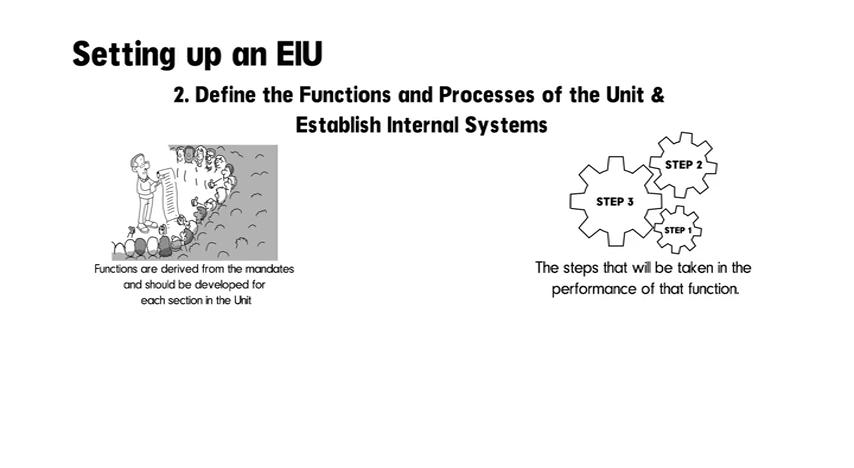 Setting up an EIU
2. Define the Functions and Processes of the Unit &
Establish Internal Systems
Functions are derived from the mandates
and should be developed for
each section in the Unit
STEP 2
STEP 3
STEP 1
The steps that will be taken in the
performance of that function.